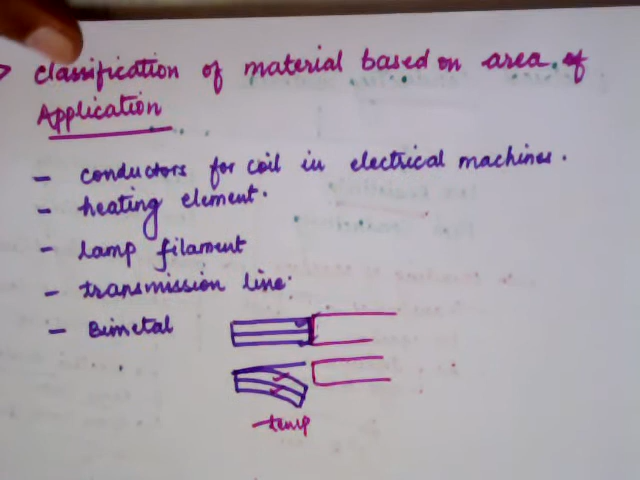 Classification of material based on area of
Application
- conductors for coil in electrical machines.
- heating element.
- lamp filament
- transmission line.
- Bimetal
temp